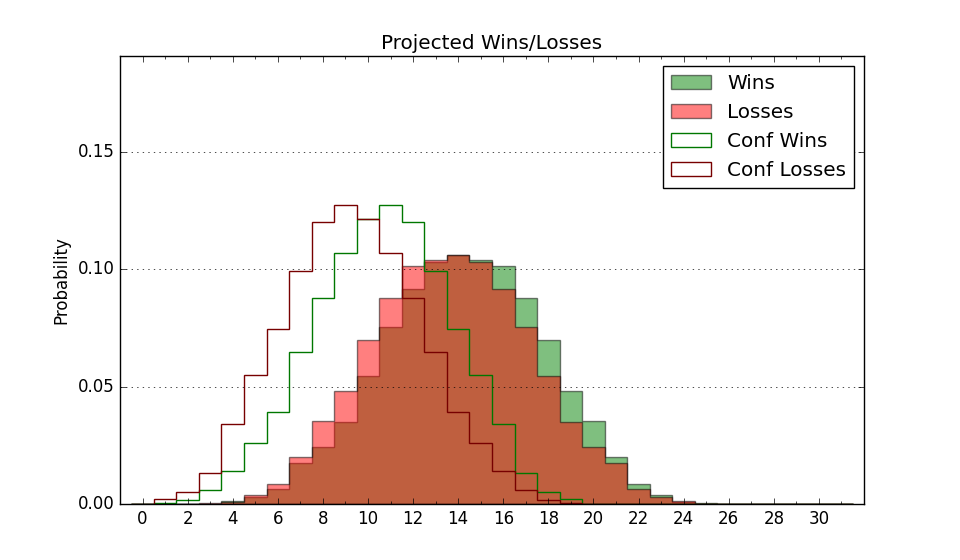 Projected Wins/Losses
Wins
Losses
Conf Wins
Conf Losses
Probability
0.15
0.10
0.05
0.00
0 2 4 6 8 10 12 14 16 18 20 22 24 26 28 30